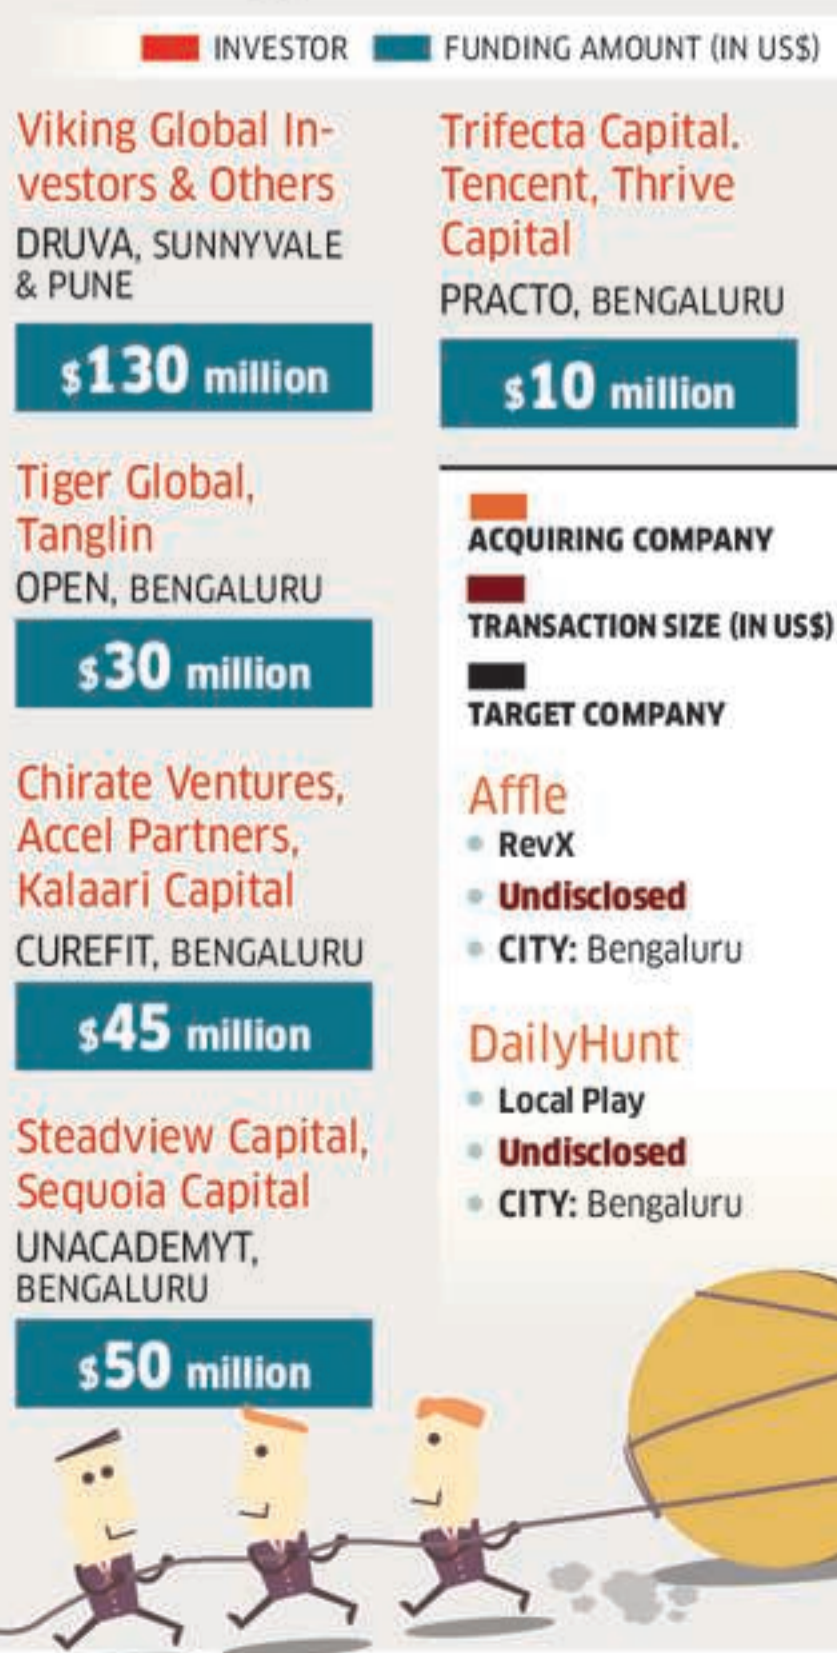 INVESTOR FUNDING AMOUNT (IN US$)
Viking Global In-
vestors & Others
DRUVA, SUNNYVALE
& PUNE
$130 million
Tiger Global,
Tanglin
OPEN, BENGALURU
$30 million
Chirate Ventures,
Accel Partners,
Kalaari Capital
CUREFIT, BENGALURU
$45 million
Steadview Capital,
Sequoia Capital
UNACADEMYT,
BENGALURU
$50 million
Trifecta Capital.
Tencent, Thrive
Capital
PRACTO, BENGALURU
$10 million
ACQUIRING COMPANY
TRANSACTION SIZE (IN US$)
TARGET COMPANY
Affle
• RevX
• Undisclosed
• CITY: Bengaluru
DailyHunt
• Local Play
• Undisclosed
• CITY: Bengaluru